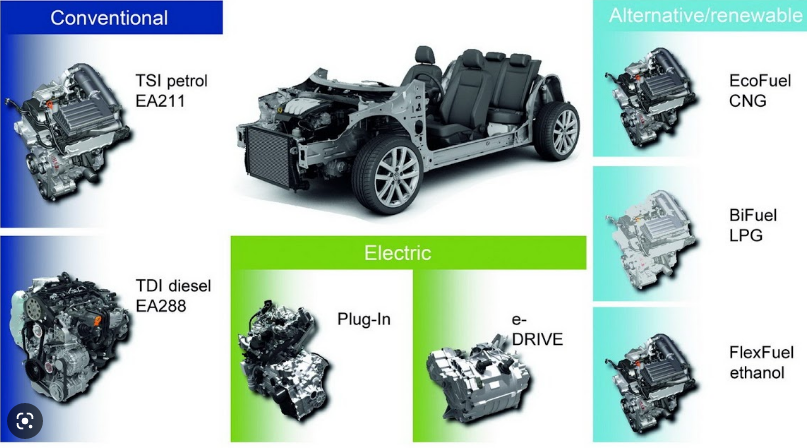 Conventional
TSI petrol
EA211
TDI diesel
EA288
Electric
Plug-In
e-
DRIVE
Alternative/renewable
EcoFuel
CNG
BiFuel
LPG
FlexFuel
ethanol